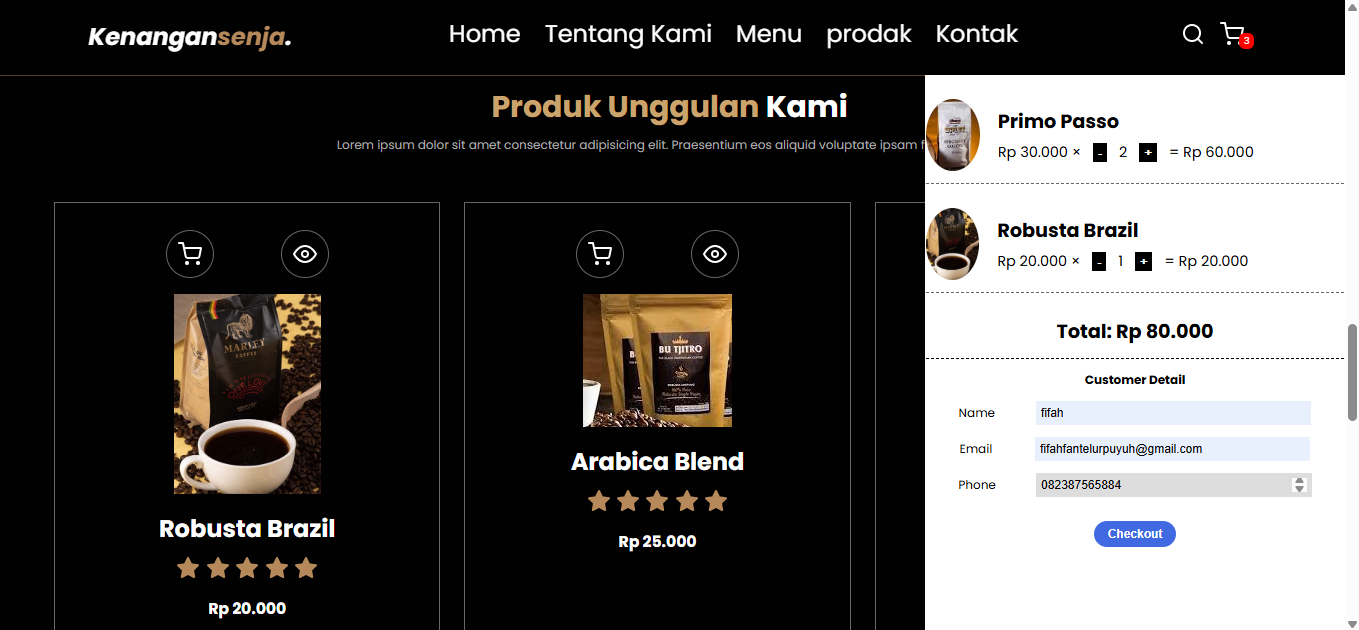 Kenangansenja.
Home Tentang Kami Menu prodak Kontak
3
Produk Unggulan Kami
Lorem ipsum dolor sit amet consectetur adipisicing elit. Praesentium eos aliquid voluptate ipsam f
MARLEY
COFFEE
Robusta Brazil
Rp 20.000
BU TJITRO
Arabica Blend
Rp 25.000
Primo Passo
Rp 30.000 × - 2 + = Rp 60.000
Robusta Brazil
Rp 20.000 × - 1 + = Rp 20.000
Total: Rp 80.000
Customer Detail
Name fifah
Email fifahfantelurpuyuh@gmail.com
Phone 082387565884
Checkout